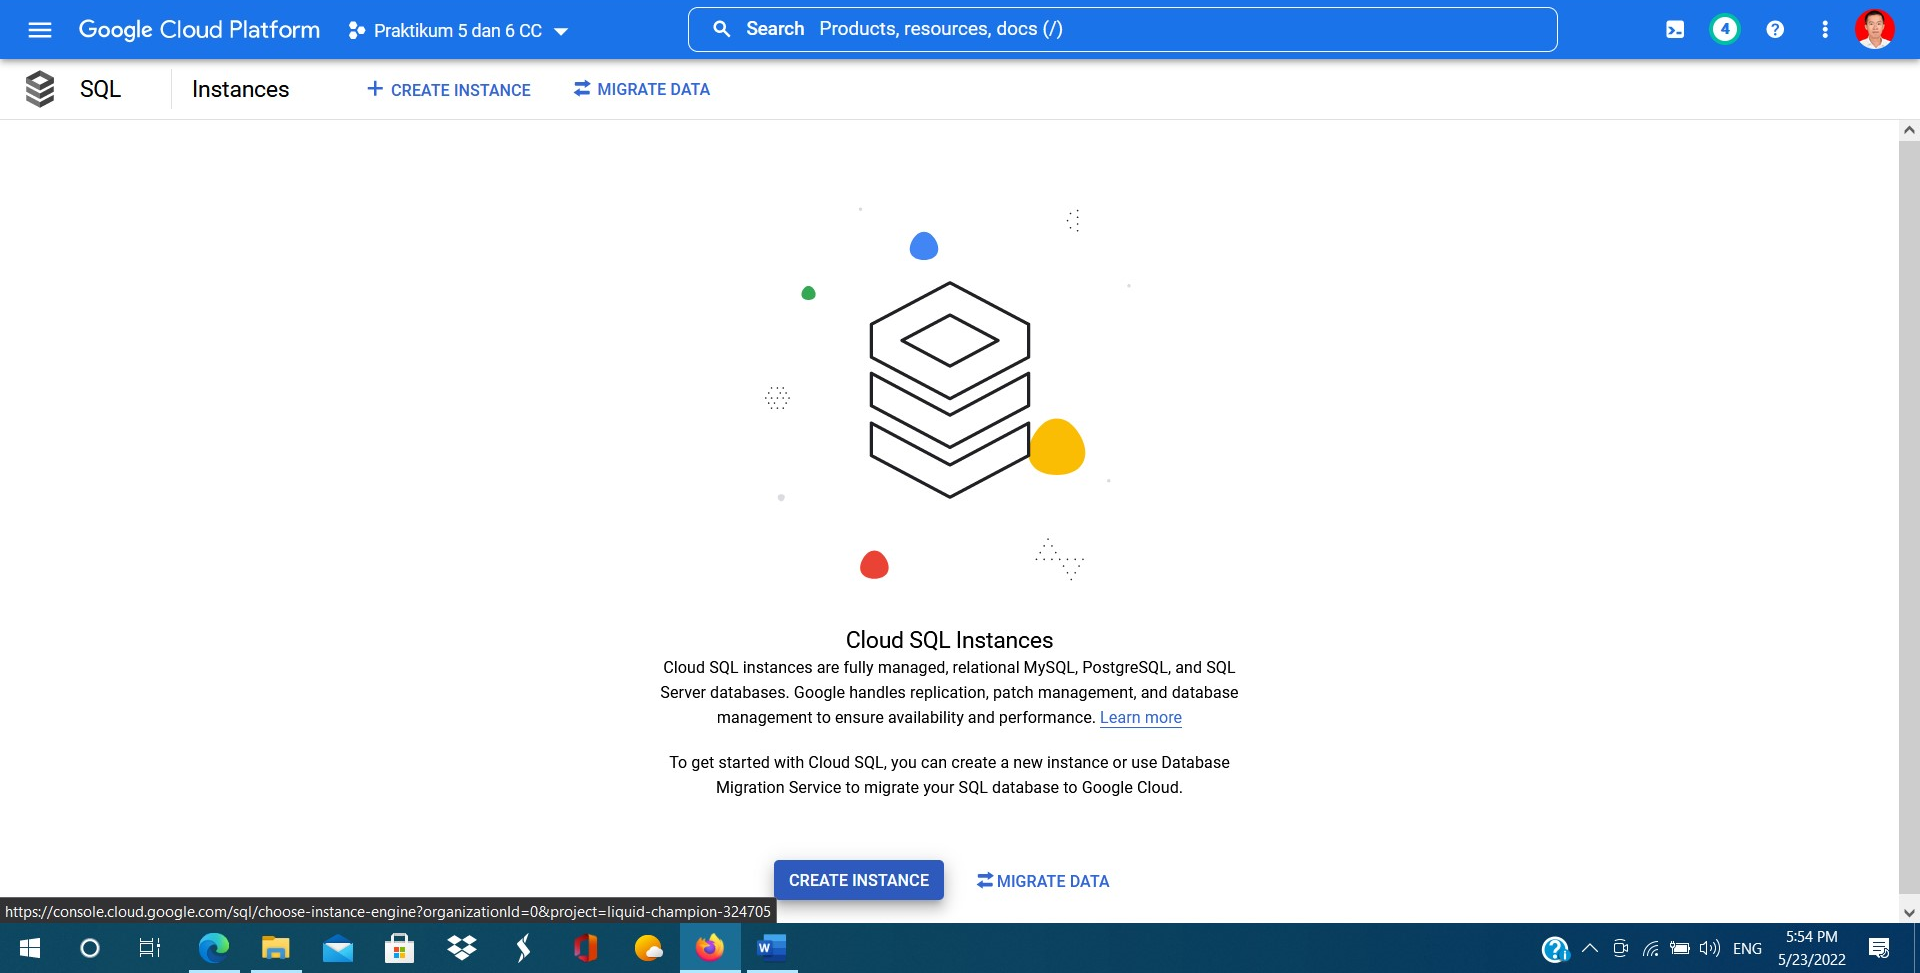 Google Cloud Platform
Praktikum 5 dan 6 CC
Search Products, resources, docs (/)
4
SQL
Instances
CREATE INSTANCE
MIGRATE DATA
Cloud SQL Instances
Cloud SQL instances are fully managed, relational MySQL, PostgreSQL, and SQL
Server databases. Google handles replication, patch management, and database
management to ensure availability and performance. Learn more
To get started with Cloud SQL, you can create a new instance or use Database
Migration Service to migrate your SQL database to Google Cloud.
CREATE INSTANCE
MIGRATE DATA
https://console.cloud.google.com/sql/choose-instance-engine?organizationId=0&project=liquid-champion-324705
ENG
5:54 PM
5/23/2022